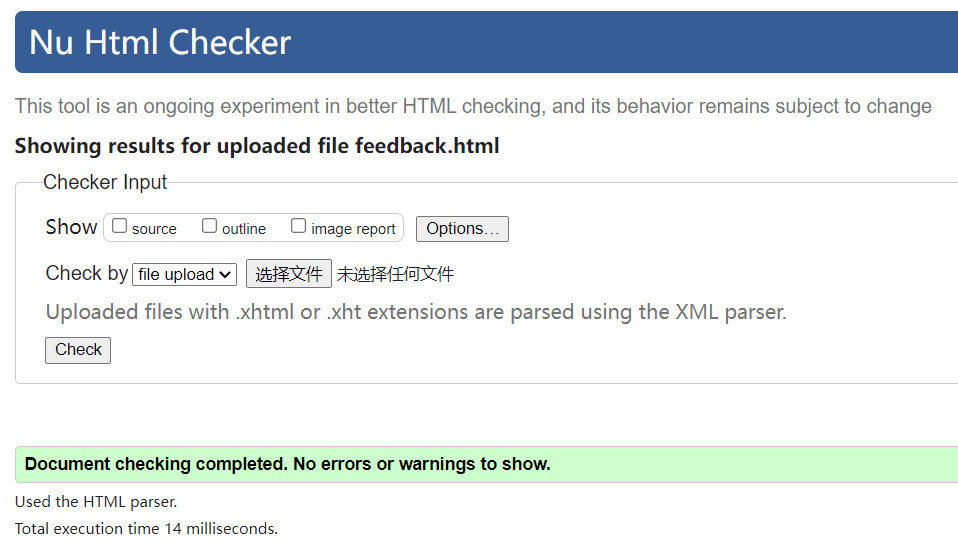 Nu Html Checker
This tool is an ongoing experiment in better HTML checking, and its behavior remains subject to change
Showing results for uploaded file feedback.html
Checker Input
Show source outline image report Options...
Check by file upload 选择文件 未选择任何文件
Uploaded files with .xhtml or .xht extensions are parsed using the XML parser.
Check
Document checking completed. No errors or warnings to show.
Used the HTML parser.
Total execution time 14 milliseconds.